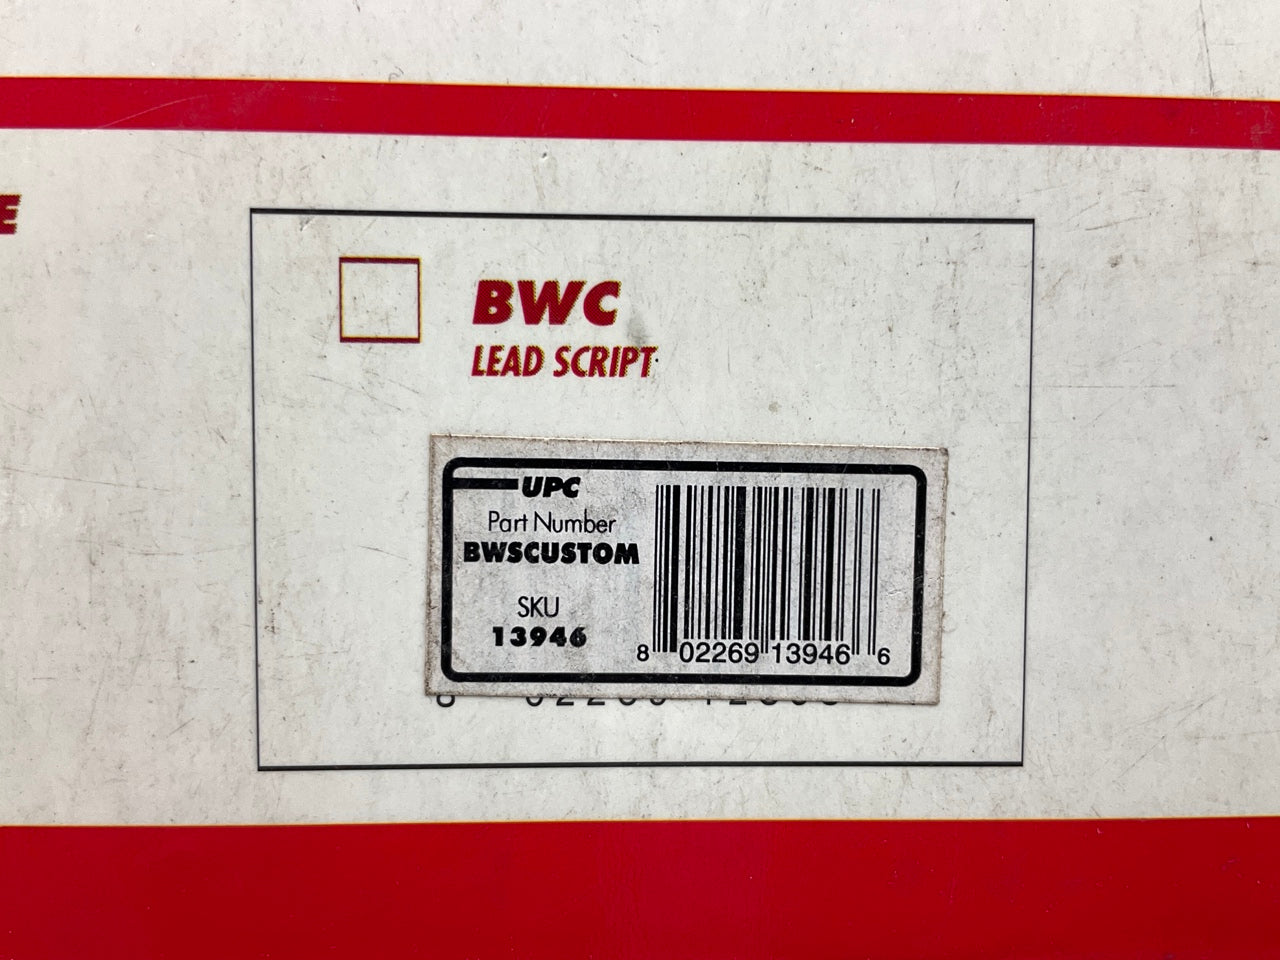 E
BWC
LEAD SCRIPT
UPC
Part Number
BWSCUSTOM
SKU
13946
8 02269 13946 6